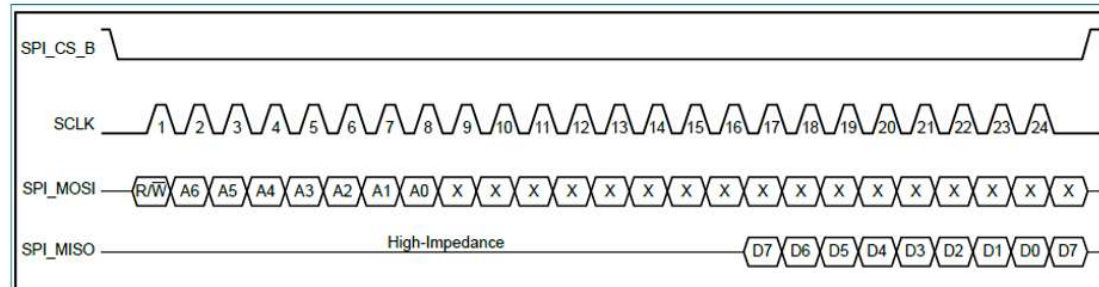 SPI_CS_B
SCLK 1 2 3 4 5 6 7 8 9 10 11 12 13 14 15 16 17 18 19 20 21 22 23 24
SPI_MOSI R/W̅ A6 A5 A4 A3 A2 A1 A0 X X X X X X X X X X X X X X X X X
SPI_MISO High-Impedance D7 D6 D5 D4 D3 D2 D1 D0 D7